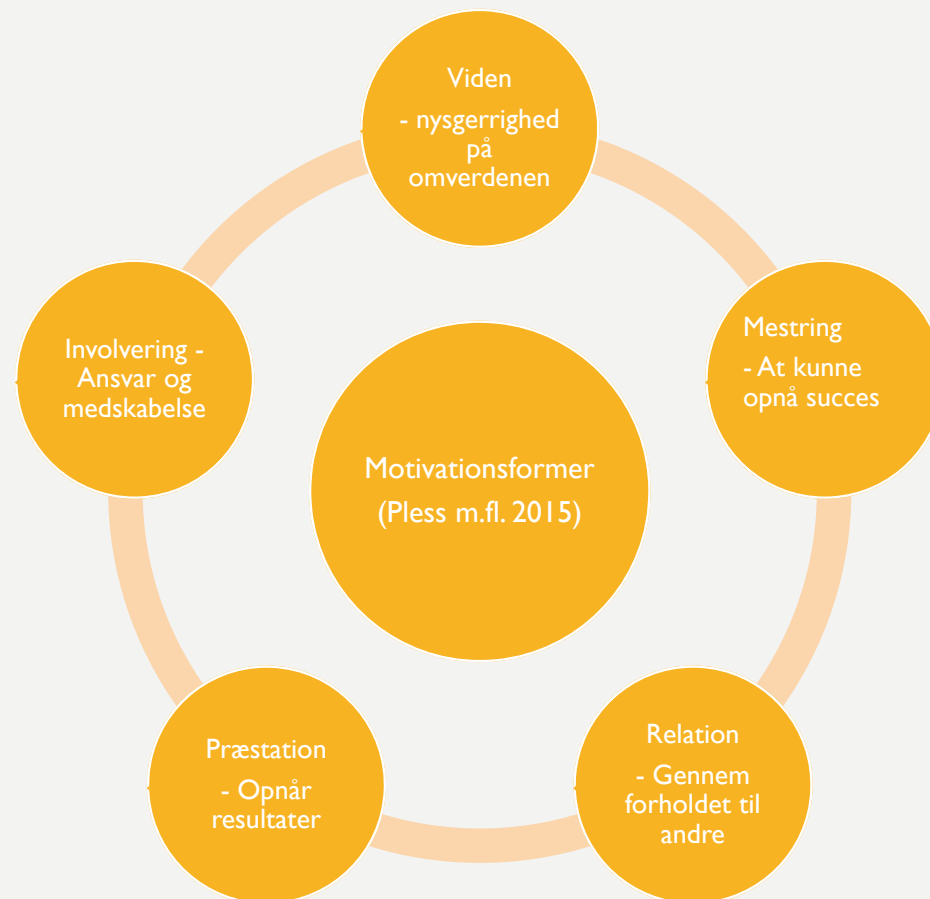 Viden
- nysgerrighed
på
omverdenen
Mestring
- At kunne
opnå succes
Relation
- Gennem
forholdet til
andre
Præstation
- Opnår
resultater
Involvering -
Ansvar og
medskabelse
Motivationsformer
(Pless m.fl. 2015)